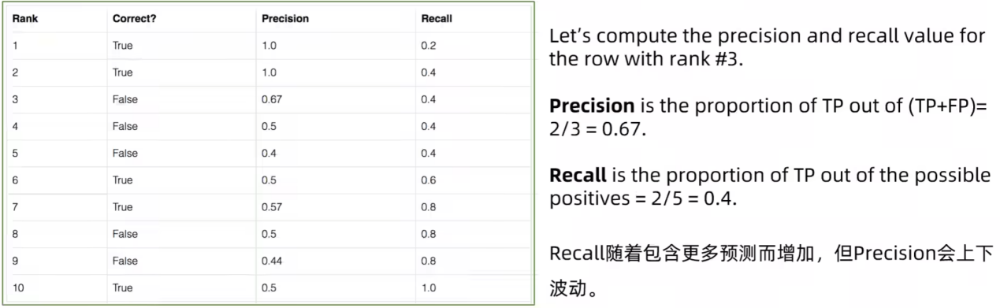 Rank Correct? Precision Recall
1 True 1.0 0.2
2 True 1.0 0.4
3 False 0.67 0.4
4 False 0.5 0.4
5 False 0.4 0.4
6 True 0.5 0.6
7 True 0.57 0.8
8 False 0.5 0.8
9 False 0.44 0.8
10 True 0.5 1.0
Let’s compute the precision and recall value for
the row with rank #3.
Precision is the proportion of TP out of (TP+FP)=
2/3 = 0.67.
Recall is the proportion of TP out of the possible
positives = 2/5 = 0.4.
Recall随着包含更多预测而增加，但Precision会上下
波动。